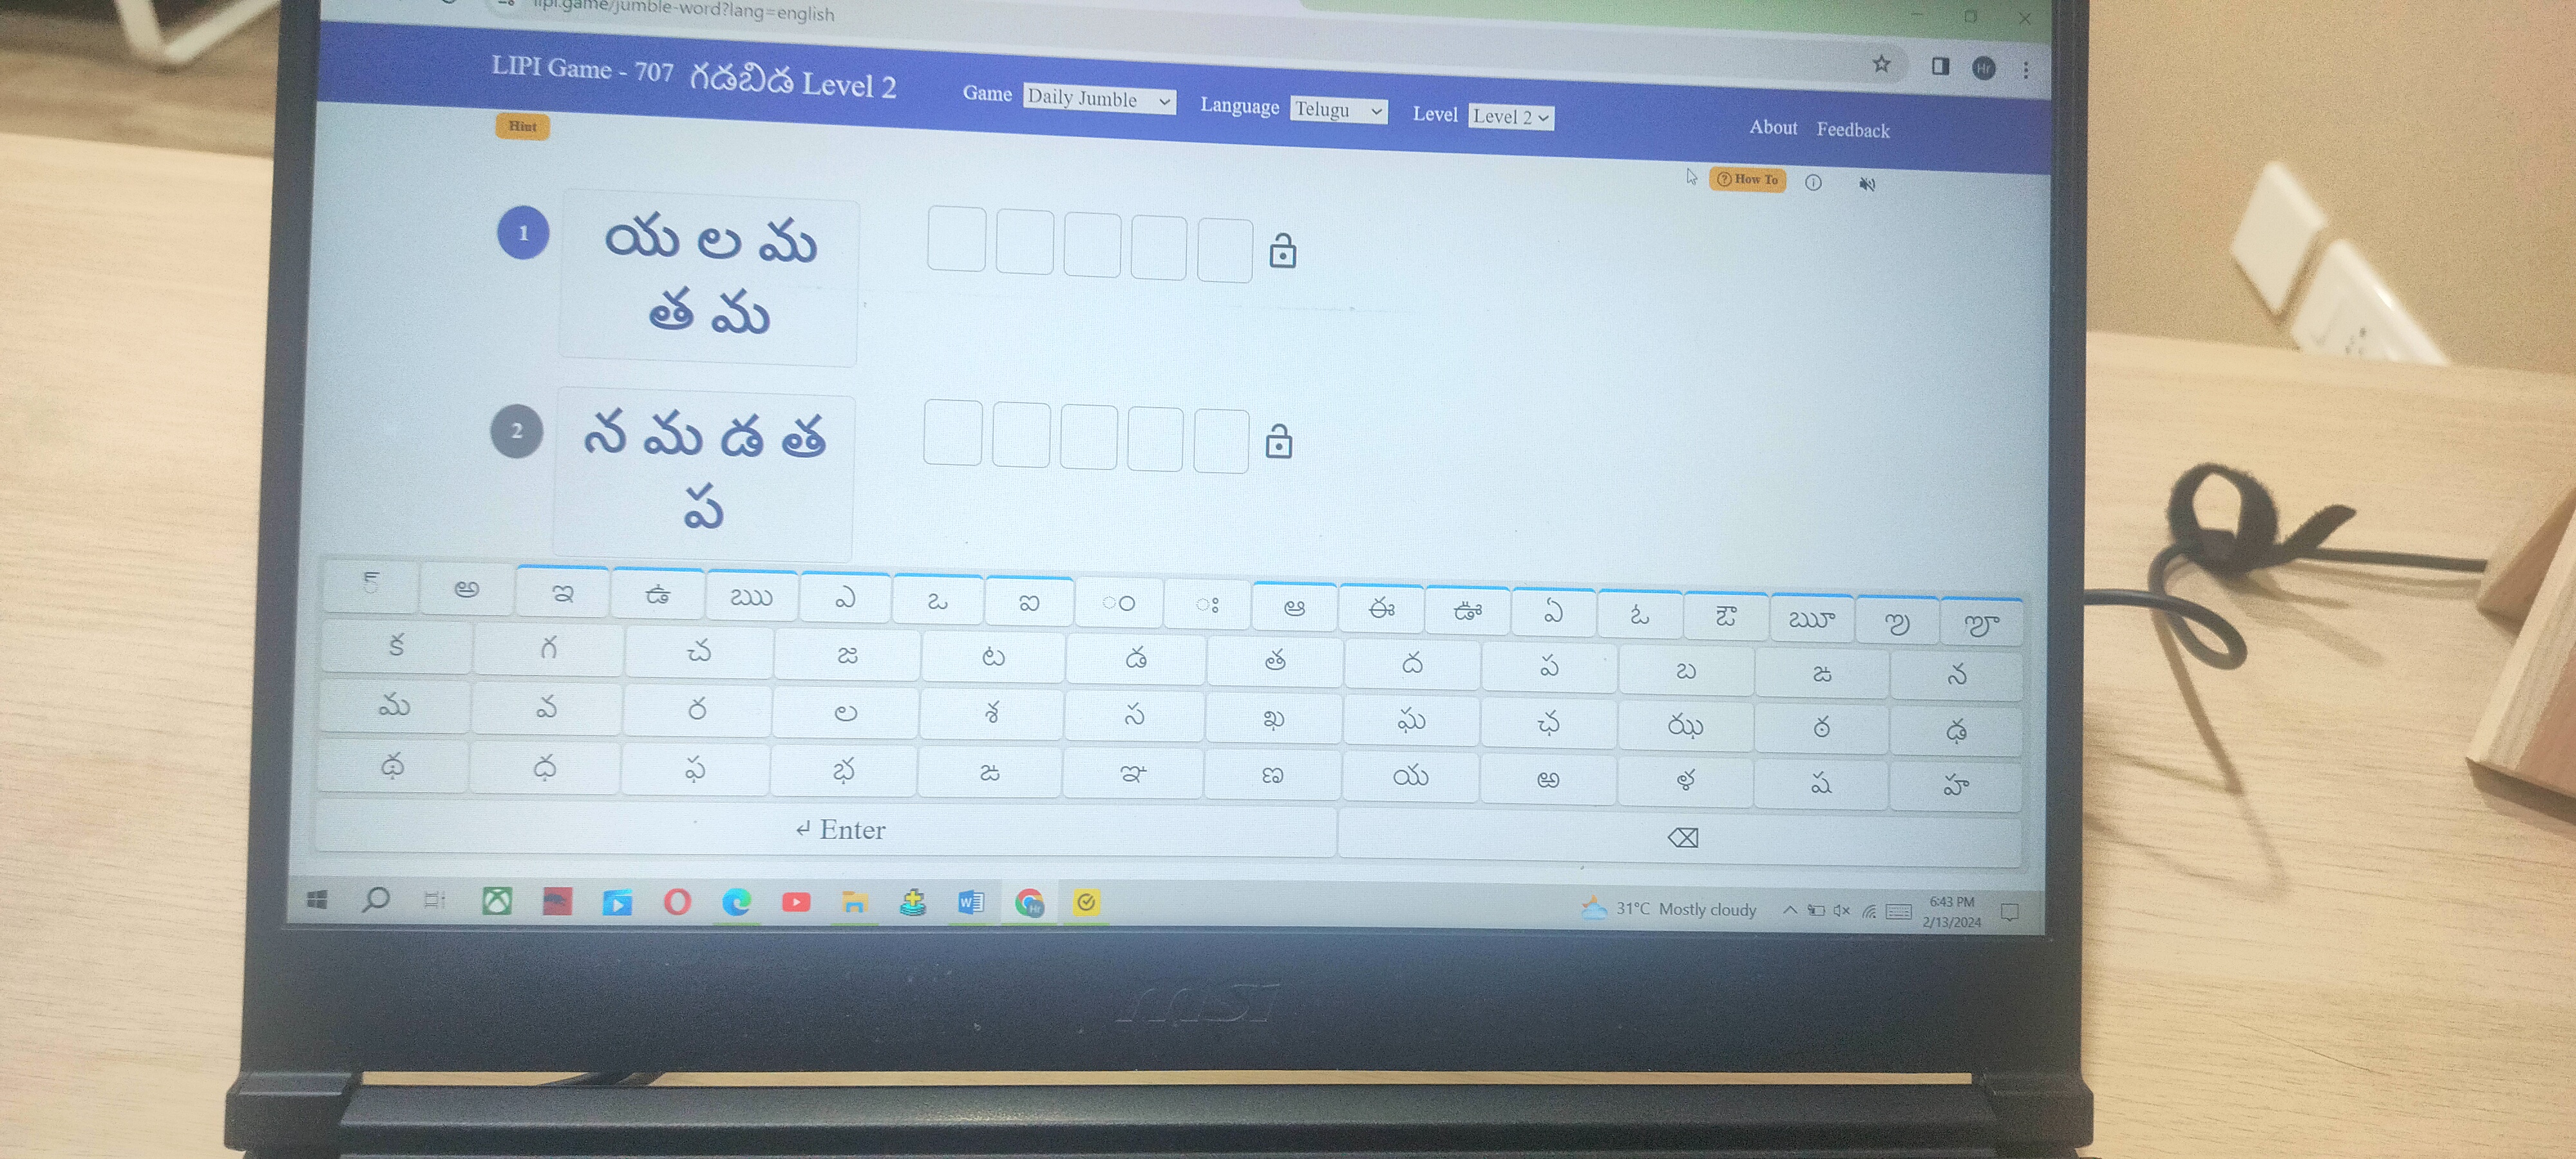 lipi.game/jumble-word?lang=english
LIPI Game - 707 గడబిడ Level 2 Game Daily Jumble Language Telugu Level Level 2 About Feedback
Hr
Hint
? How To
1
య ల మ
త మ
2
న మ డ త
ప
్ అ ఇ ఉ ఋ ఎ ఒ ఐ ం ః ఆ ఈ ఊ ఏ ఓ ఔ ౠ ఌ ౡ
క గ చ జ ట డ త ద ప బ జ న
మ వ ర ల శ స ఖ ఘ ఛ ఝ ఠ ఢ
థ ధ ఫ భ ఙ ఞ ణ య ఱ ళ ష హ
↵ Enter
31°C Mostly cloudy
6:43 PM
2/13/2024
msi